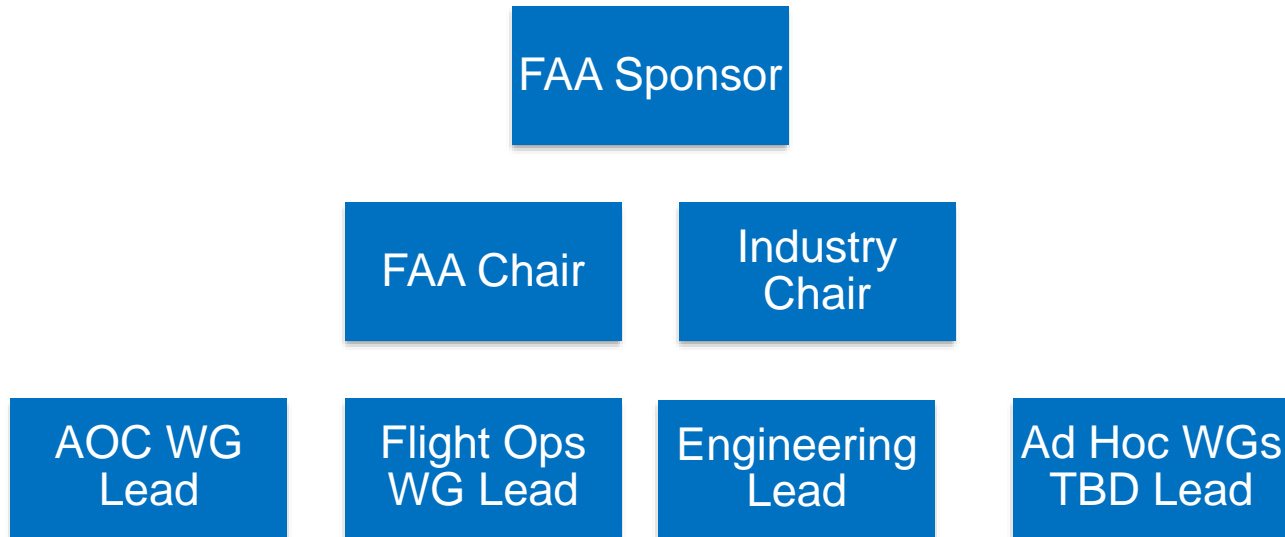 FAA Sponsor
FAA Chair
Industry
Chair
AOC WG
Lead
Flight Ops
WG Lead
Engineering
Lead
Ad Hoc WGs
TBD Lead